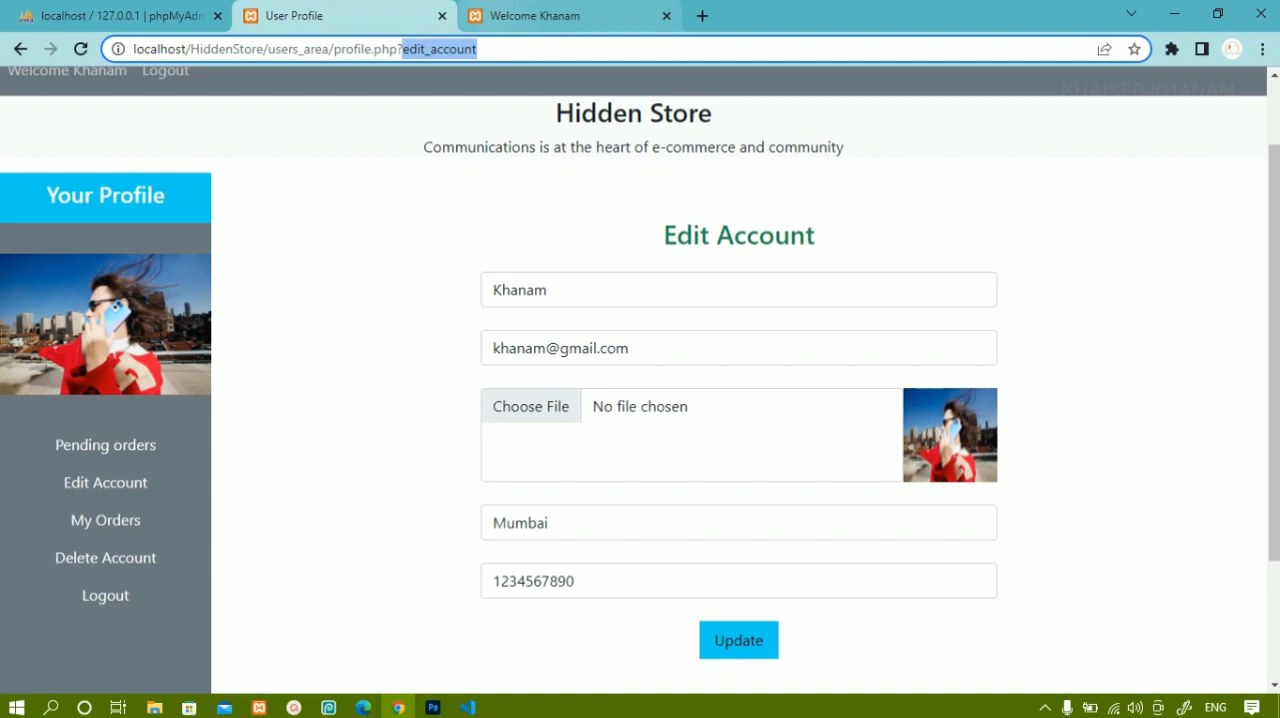 localhost / 127.0.0.1 | phpMyAdm
User Profile
Welcome Khanam
localhost/HiddenStore/users_area/profile.php?edit_account
Welcome Khanam Logout
KHAISER KHANAM
Hidden Store
Communications is at the heart of e-commerce and community
Your Profile
Pending orders
Edit Account
My Orders
Delete Account
Logout
Edit Account
Khanam
khanam@gmail.com
Choose File No file chosen
Mumbai
1234567890
Update
ENG